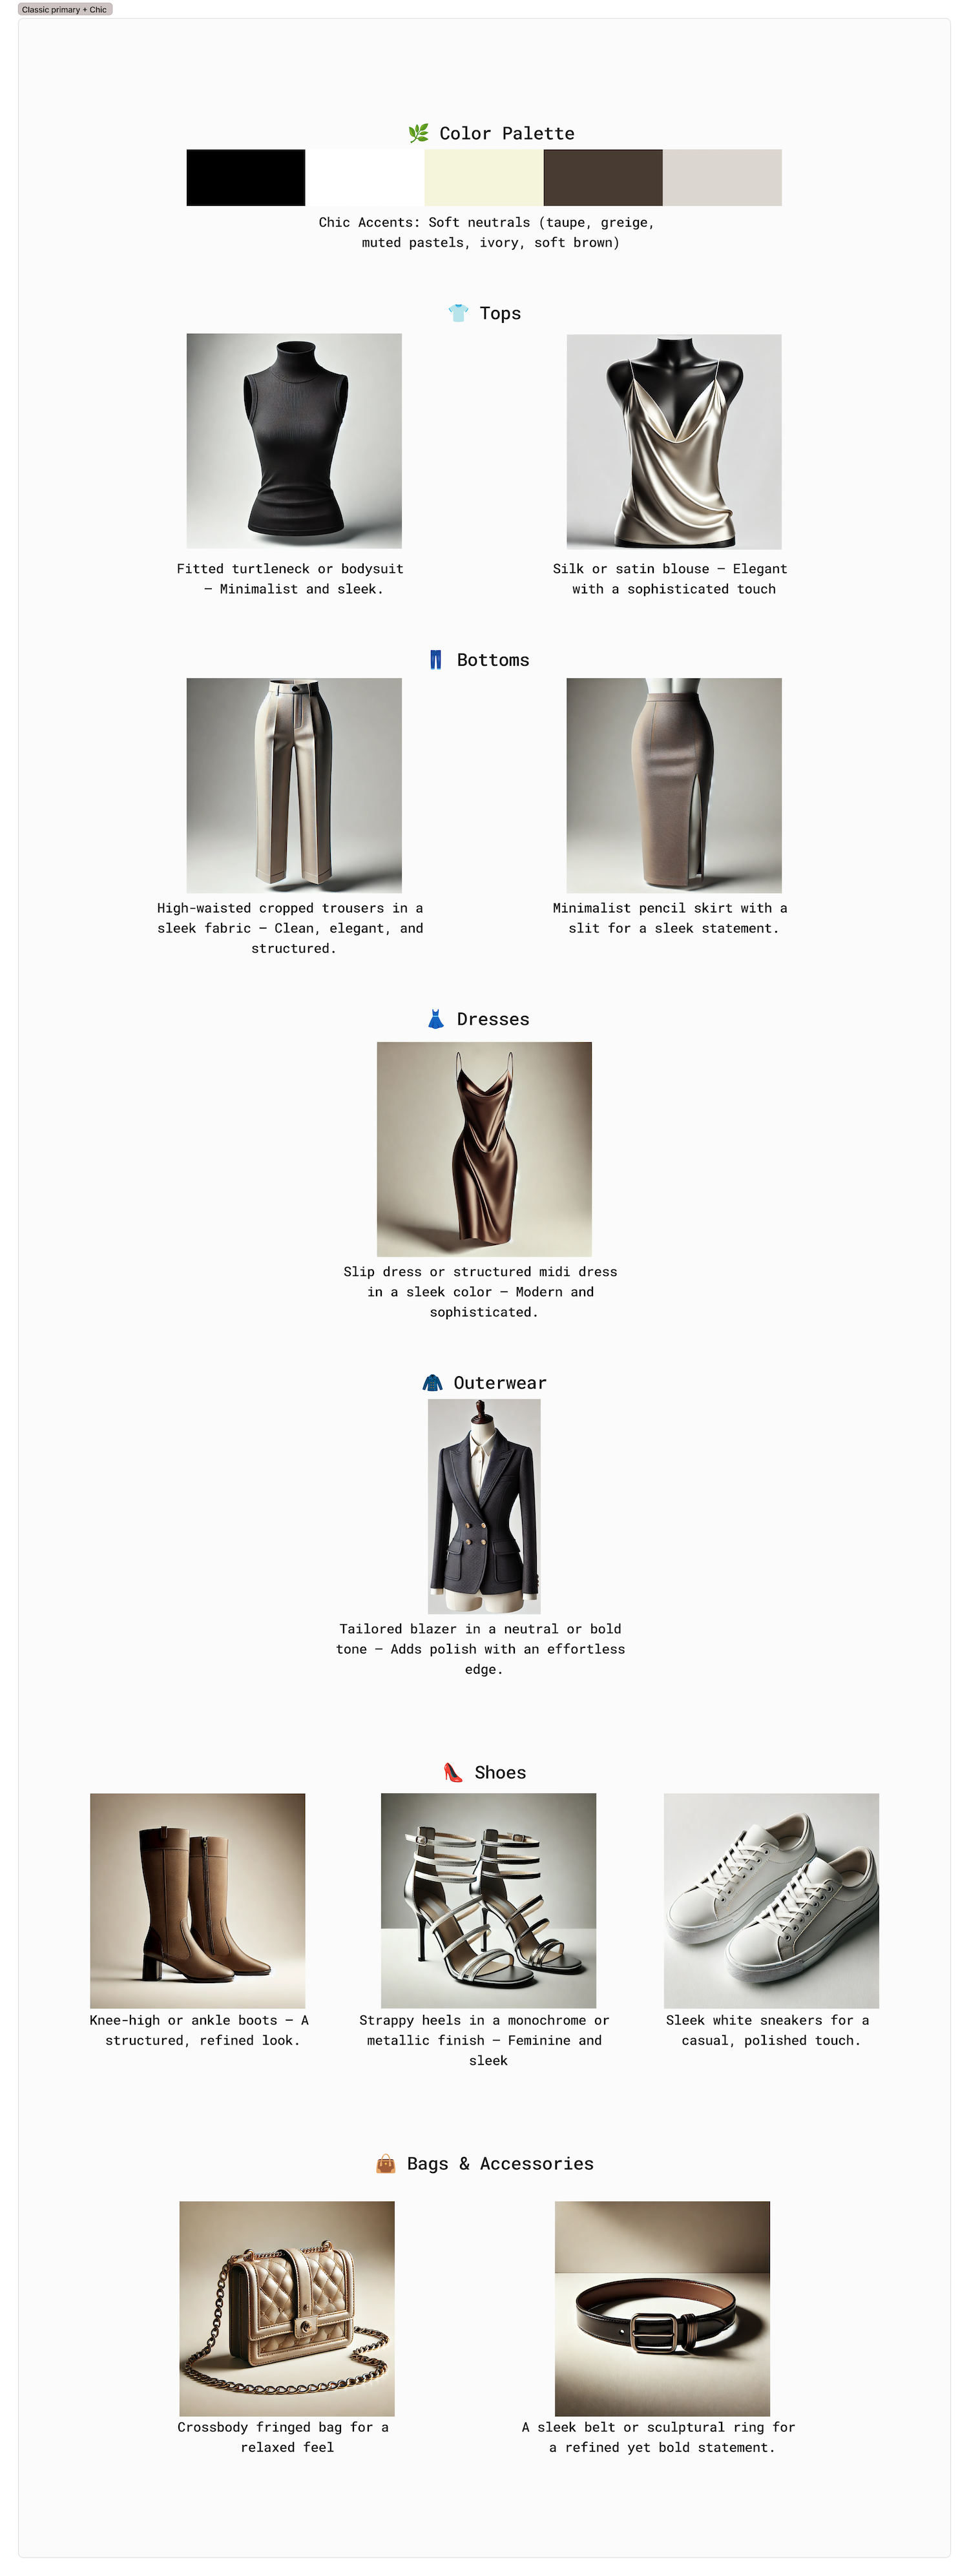 Classic primary + Chic
🌿 Color Palette
Chic Accents: Soft neutrals (taupe, greige,
muted pastels, ivory, soft brown)
👕 Tops
Fitted turtleneck or bodysuit
– Minimalist and sleek.
Silk or satin blouse – Elegant
with a sophisticated touch
👖 Bottoms
High-waisted cropped trousers in a
sleek fabric – Clean, elegant, and
structured.
Minimalist pencil skirt with a
slit for a sleek statement.
👗 Dresses
Slip dress or structured midi dress
in a sleek color – Modern and
sophisticated.
🧥 Outerwear
Tailored blazer in a neutral or bold
tone – Adds polish with an effortless
edge.
👠 Shoes
Knee-high or ankle boots – A
structured, refined look.
Strappy heels in a monochrome or
metallic finish – Feminine and
sleek
Sleek white sneakers for a
casual, polished touch.
👜 Bags & Accessories
Crossbody fringed bag for a
relaxed feel
A sleek belt or sculptural ring for
a refined yet bold statement.